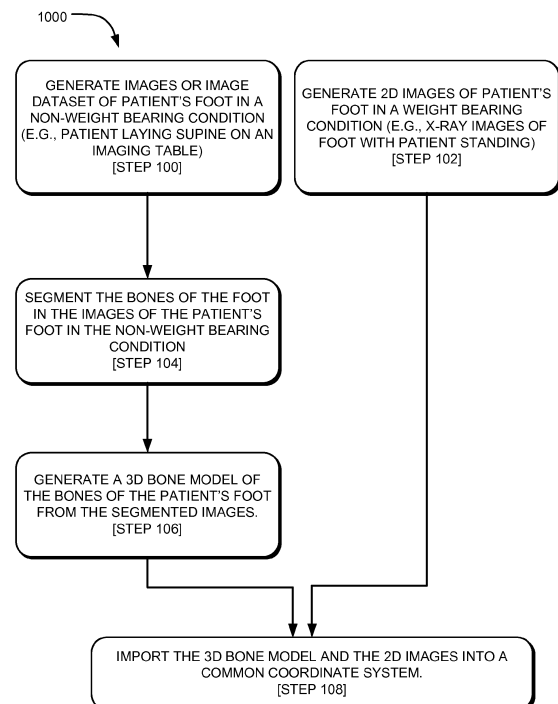 1000
GENERATE IMAGES OR IMAGE
DATASET OF PATIENT'S FOOT IN A
NON-WEIGHT BEARING CONDITION
(E.G., PATIENT LAYING SUPINE ON AN
IMAGING TABLE)
[STEP 100]
GENERATE 2D IMAGES OF PATIENT'S
FOOT IN A WEIGHT BEARING
CONDITION (E.G., X-RAY IMAGES OF
FOOT WITH PATIENT STANDING)
[STEP 102]
SEGMENT THE BONES OF THE FOOT
IN THE IMAGES OF THE PATIENT'S
FOOT IN THE NON-WEIGHT BEARING
CONDITION
[STEP 104]
GENERATE A 3D BONE MODEL OF
THE BONES OF THE PATIENT'S FOOT
FROM THE SEGMENTED IMAGES.
[STEP 106]
IMPORT THE 3D BONE MODEL AND THE 2D IMAGES INTO A
COMMON COORDINATE SYSTEM.
[STEP 108]